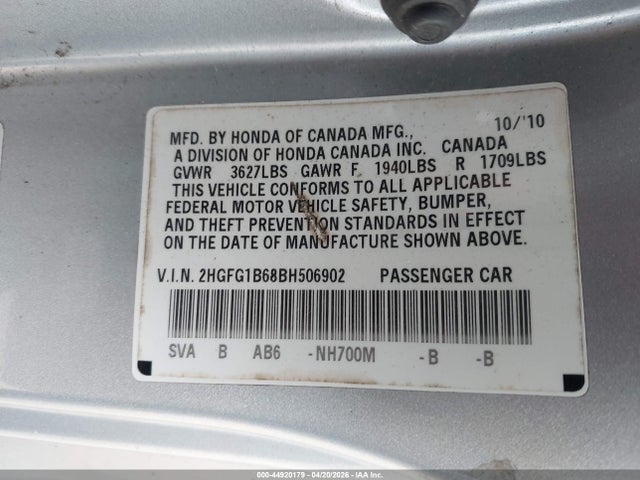 10/'10
MFD. BY HONDA OF CANADA MFG.,
A DIVISION OF HONDA CANADA INC. CANADA
GVWR 3627LBS GAWR F 1940LBS R 1709LBS
THIS VEHICLE CONFORMS TO ALL APPLICABLE
FEDERAL MOTOR VEHICLE SAFETY, BUMPER,
AND THEFT PREVENTION STANDARDS IN EFFECT
ON THE DATE OF MANUFACTURE SHOWN ABOVE.
V.I.N. 2HGFG1B68BH506902 PASSENGER CAR
SVA B AB6 -NH700M -B -B
000-44920179 - 04/20/2026 - IAA Inc.